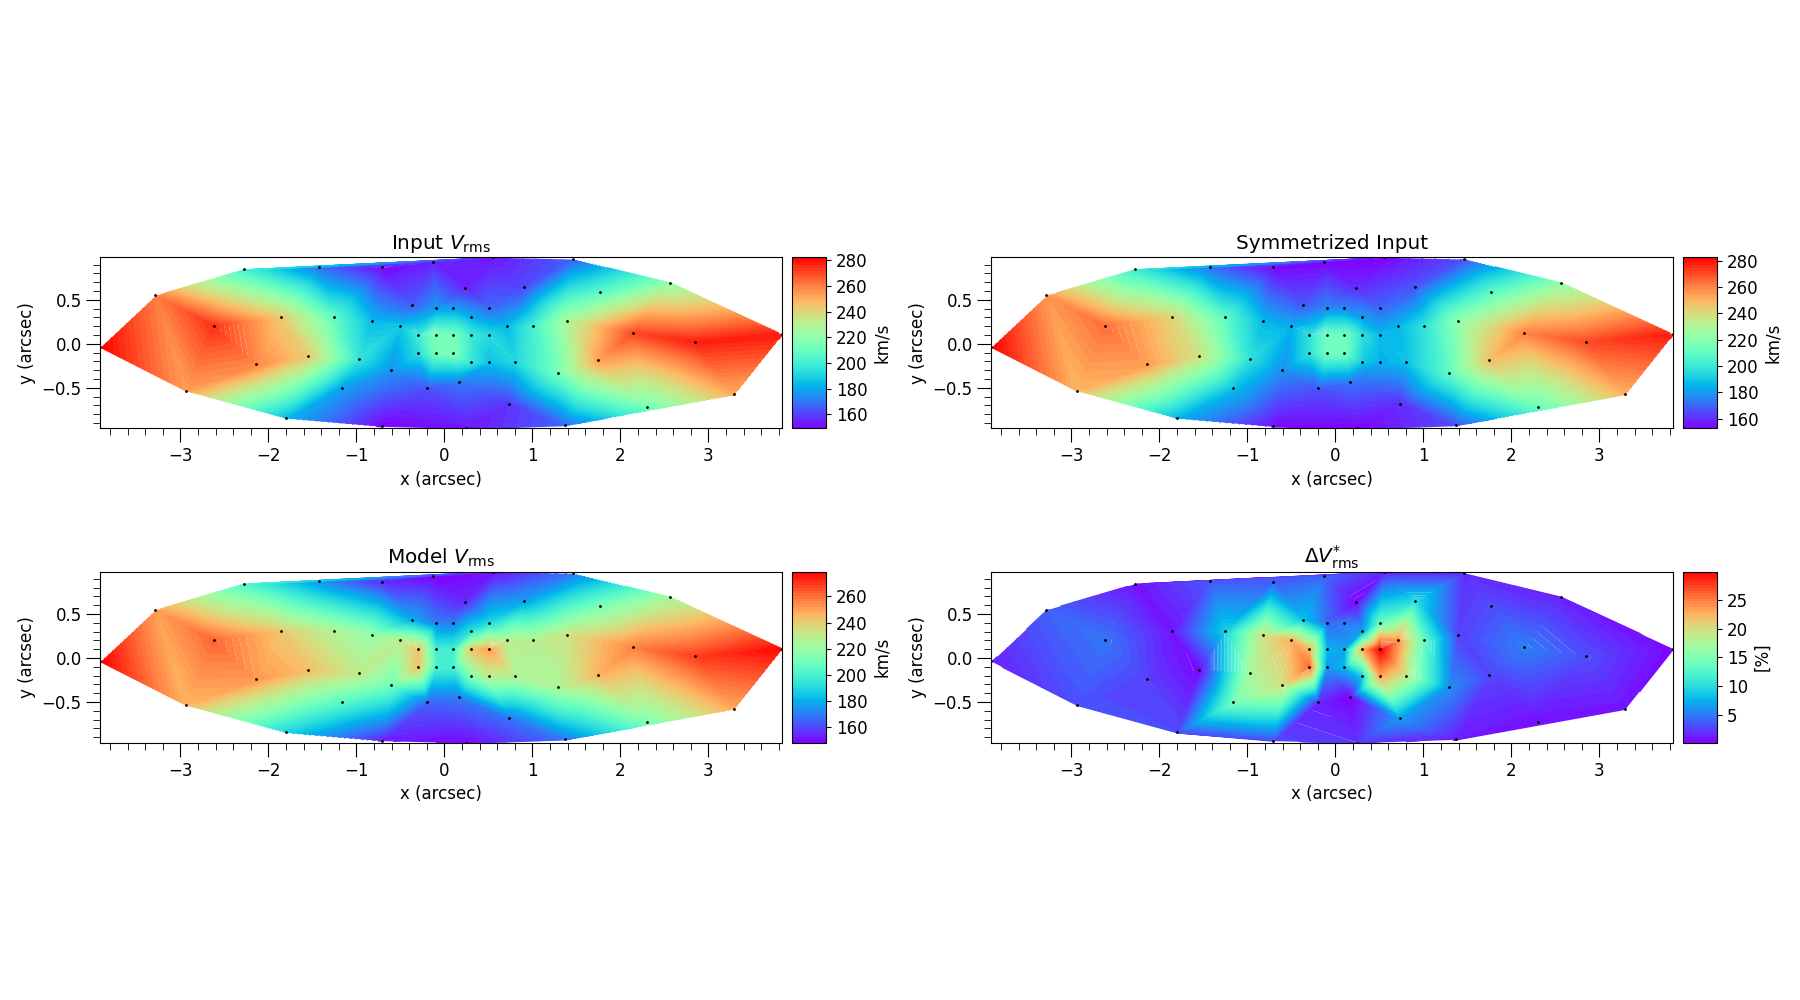 Input V_rms
Symmetrized Input
y (arcsec)
0.5
0.0
−0.5
−3 −2 −1 0 1 2 3
x (arcsec)
280
260
240
220
200
180
160
km/s
y (arcsec)
0.5
0.0
−0.5
−3 −2 −1 0 1 2 3
x (arcsec)
280
260
240
220
200
180
160
km/s
Model V_rms
ΔV*_rms
y (arcsec)
0.5
0.0
−0.5
−3 −2 −1 0 1 2 3
x (arcsec)
260
240
220
200
180
160
km/s
y (arcsec)
0.5
0.0
−0.5
−3 −2 −1 0 1 2 3
x (arcsec)
25
20
15
10
5
[%]